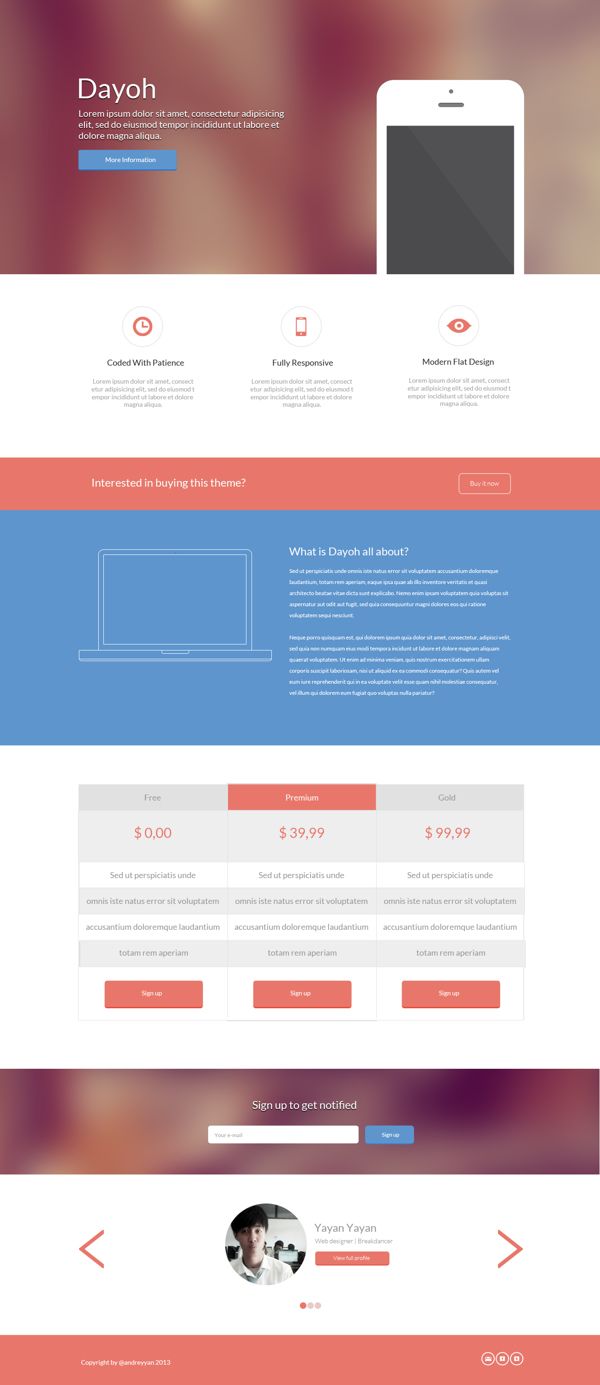 Dayoh
Lorem ipsum dolor sit amet, consectetur adipisicing
elit, sed do eiusmod tempor incididunt ut labore et
dolore magna aliqua.
More Information
Coded With Patience
Lorem ipsum dolor sit amet, consect
etur adipisicing elit, sed do eiusmod t
empor incididunt ut labore et dolore
magna aliqua.
Fully Responsive
Lorem ipsum dolor sit amet, consect
etur adipisicing elit, sed do eiusmod t
empor incididunt ut labore et dolore
magna aliqua.
Modern Flat Design
Lorem ipsum dolor sit amet, consect
etur adipisicing elit, sed do eiusmod t
empor incididunt ut labore et dolore
magna aliqua.
Interested in buying this theme?
Buy it now
What is Dayoh all about?
Sed ut perspiciatis unde omnis iste natus error sit voluptatem accusantium doloremque
laudantium, totam rem aperiam, eaque ipsa quae ab illo inventore veritatis et quasi
architecto beatae vitae dicta sunt explicabo. Nemo enim ipsam voluptatem quia voluptas sit
aspernatur aut odit aut fugit, sed quia consequuntur magni dolores eos qui ratione
voluptatem sequi nesciunt.
Neque porro quisquam est, qui dolorem ipsum quia dolor sit amet, consectetur, adipisci velit,
sed quia non numquam eius modi tempora incidunt ut labore et dolore magnam aliquam
quaerat voluptatem. Ut enim ad minima veniam, quis nostrum exercitationem ullam
corporis suscipit laboriosam, nisi ut aliquid ex ea commodi consequatur? Quis autem vel
eum iure reprehenderit qui in ea voluptate velit esse quam nihil molestiae consequatur,
vel illum qui dolorem eum fugiat quo voluptas nulla pariatur?
Free
Premium
Gold
$ 0,00
$ 39,99
$ 99,99
Sed ut perspiciatis unde
Sed ut perspiciatis unde
Sed ut perspiciatis unde
omnis iste natus error sit voluptatem
omnis iste natus error sit voluptatem
omnis iste natus error sit voluptatem
accusantium doloremque laudantium
accusantium doloremque laudantium
accusantium doloremque laudantium
totam rem aperiam
totam rem aperiam
totam rem aperiam
Sign up
Sign up
Sign up
Sign up to get notified
Your e-mail
Sign up
Yayan Yayan
Web designer | Breakdancer
View full profile
Copyright by @andreyyan 2013